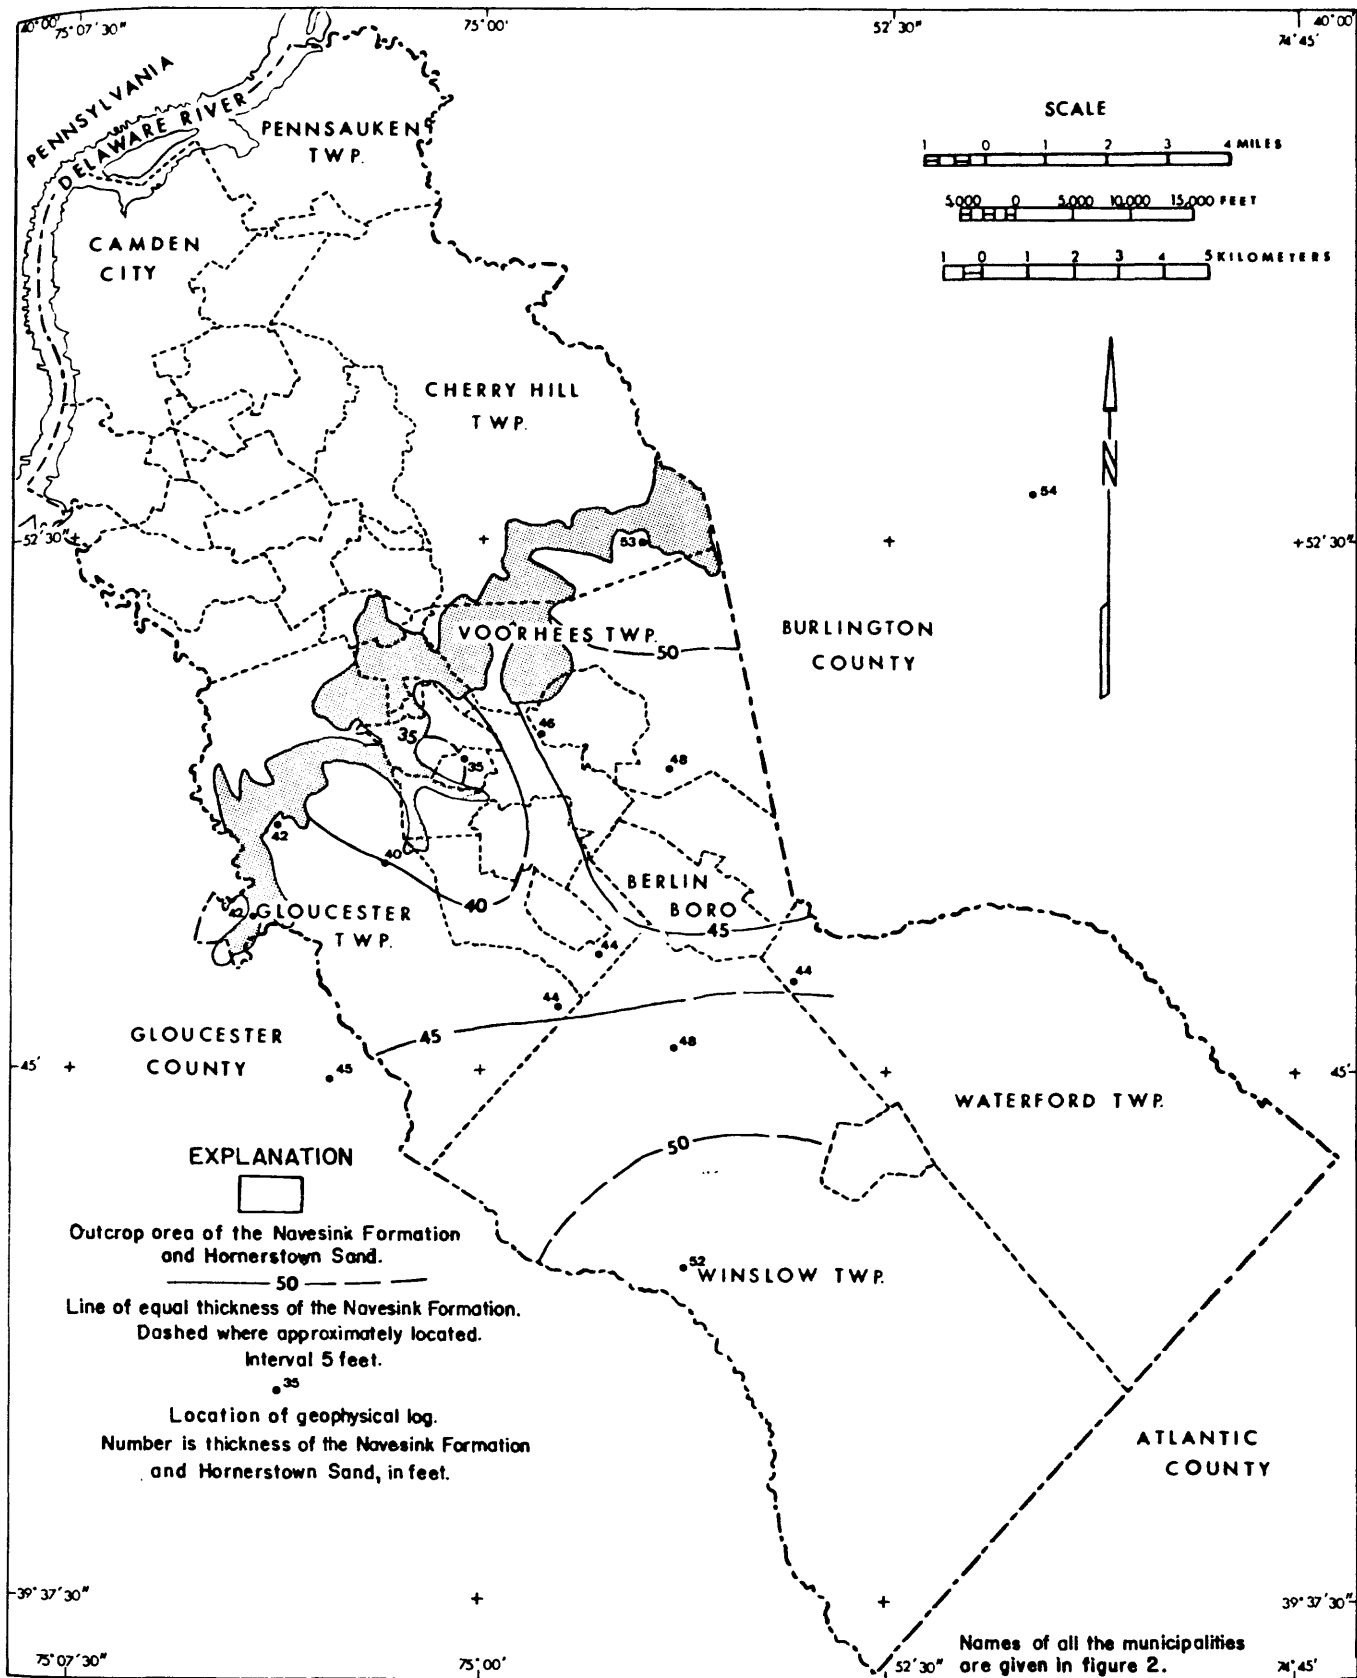 40°00'
75°07'30"
75°00'
52'30"
40°00'
74°45'
PENNSYLVANIA
DELAWARE RIVER
PENNSAUKEN
TWP.
SCALE
1 0 1 2 3 4 MILES
5,000 0 5,000 10,000 15,000 FEET
1 0 1 2 3 4 5 KILOMETERS
CAMDEN
CITY
CHERRY HILL
TWP.
N
54
52'30"
53
52'30"
VOORHEES TWP.
50
BURLINGTON
COUNTY
35
46
35
48
42
40
BERLIN
BORO
40
42
GLOUCESTER
TWP.
45
44
44
44
45
GLOUCESTER
COUNTY
48
45'
45
45'
WATERFORD TWP.
50
EXPLANATION
Outcrop area of the Navesink Formation
and Hornerstown Sand.
50
Line of equal thickness of the Navesink Formation.
Dashed where approximately located.
Interval 5 feet.
35
Location of geophysical log.
Number is thickness of the Navesink Formation
and Hornerstown Sand, in feet.
52
WINSLOW TWP.
ATLANTIC
COUNTY
39°37'30"
39°37'30"
Names of all the municipalities
are given in figure 2.
75°07'30"
75°00'
52'30"
74°45'